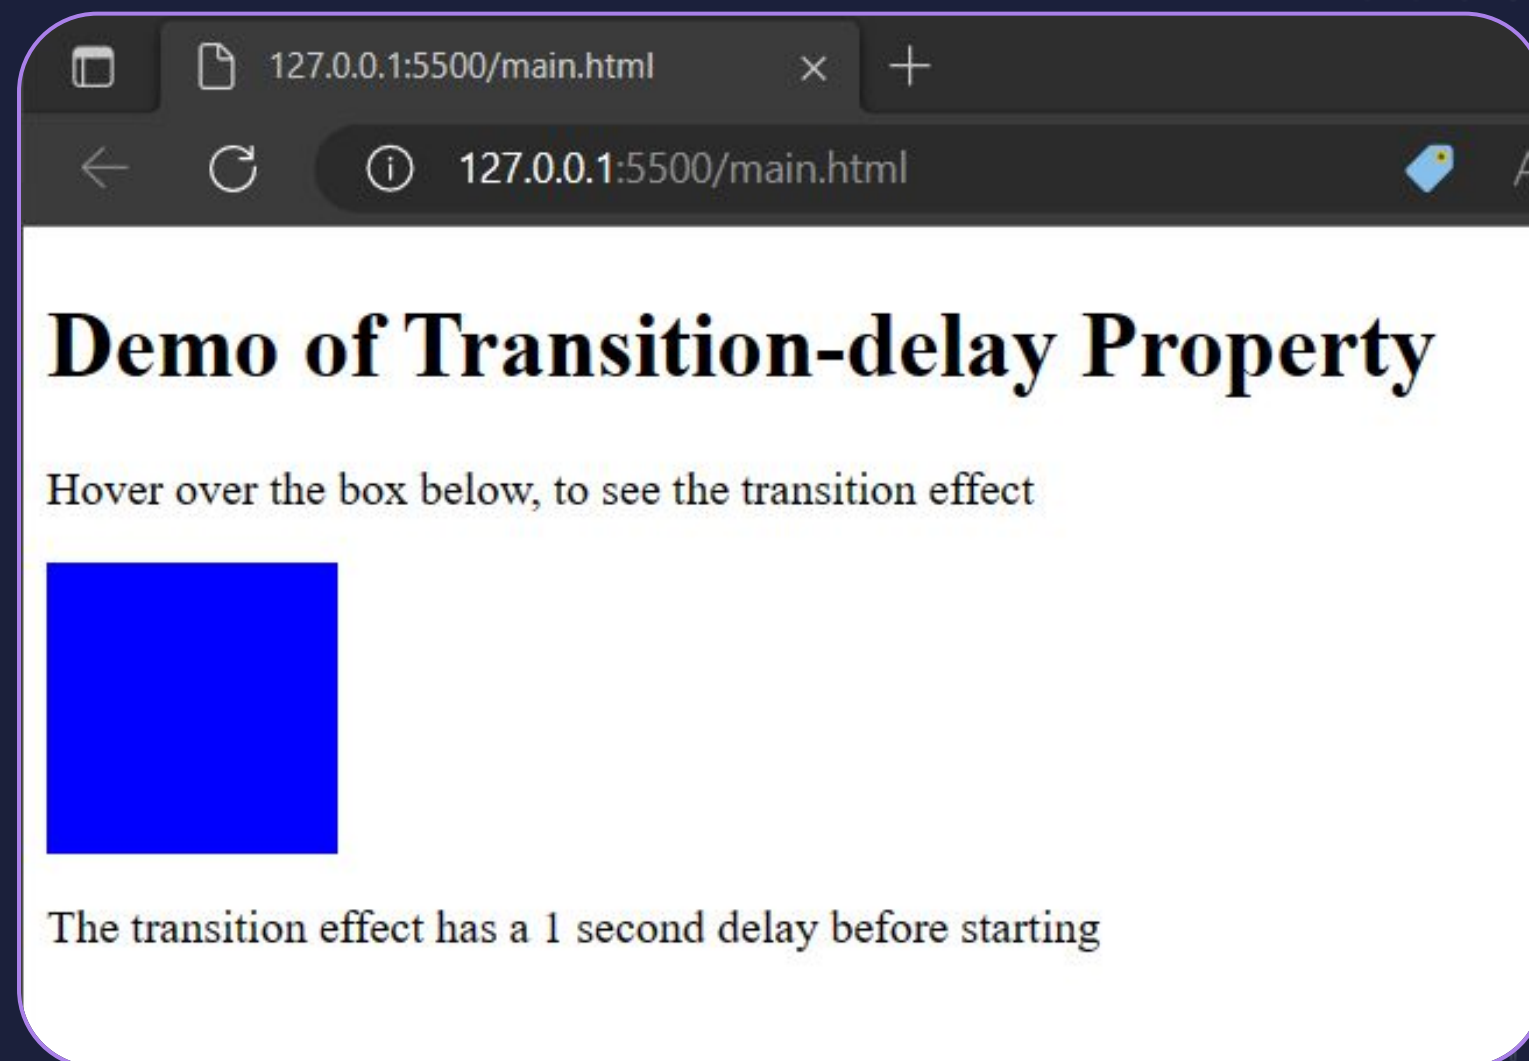 127.0.0.1:5500/main.html
127.0.0.1:5500/main.html
Demo of Transition-delay Property
Hover over the box below, to see the transition effect
The transition effect has a 1 second delay before starting